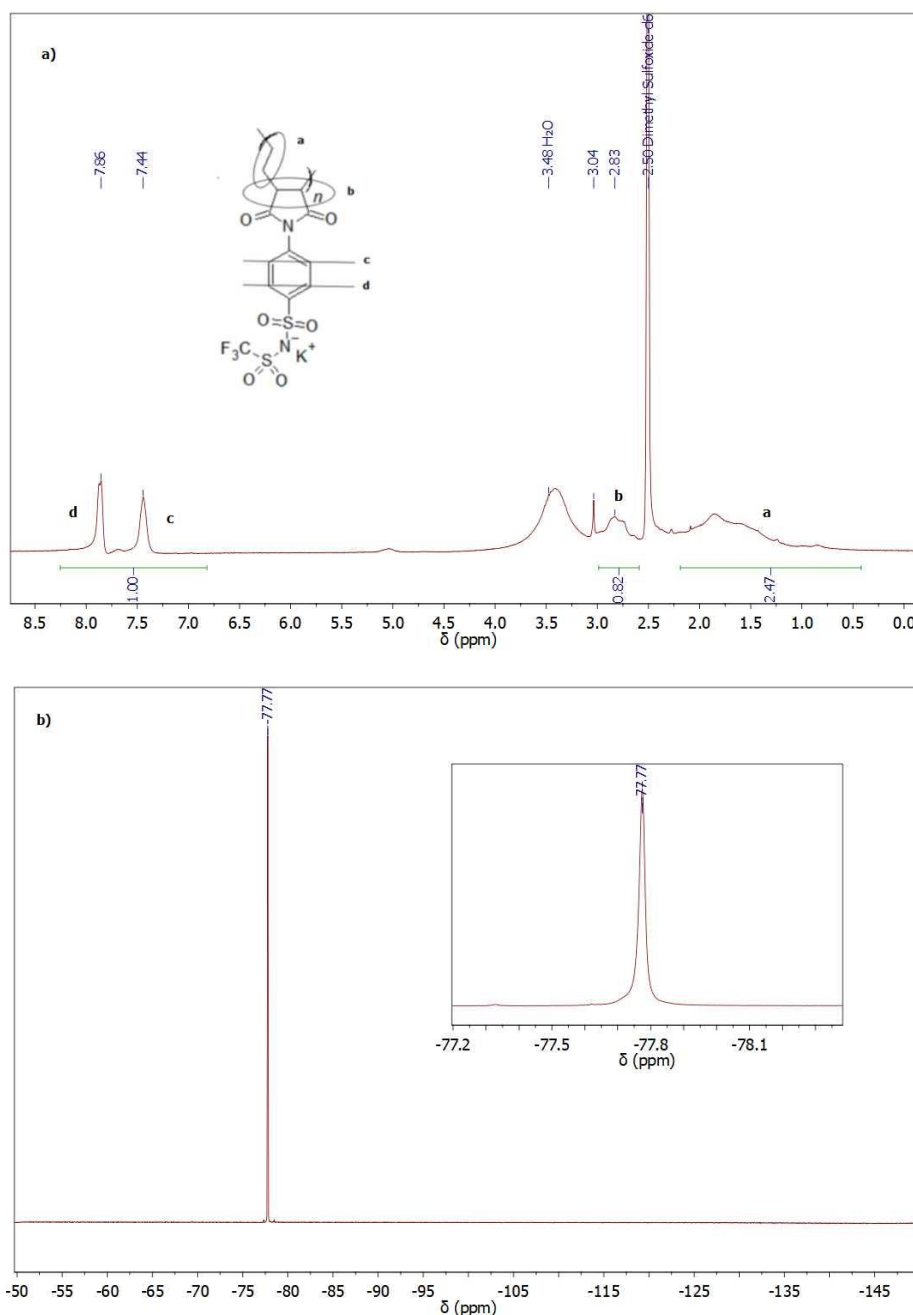 a)
7.86
7.44
3.48 H₂O
3.04
2.83
2.50 Dimethyl Sulfoxide-d6
a
n
b
O
O
N
c
d
O
S
O
N⁻
K⁺
F₃C
S
O
O
d
c
b
a
1.00
0.82
2.47
8.5 8.0 7.5 7.0 6.5 6.0 5.5 5.0 4.5 4.0 3.5 3.0 2.5 2.0 1.5 1.0 0.5 0.0
δ (ppm)
b)
-77.77
-77.77
-77.2 -77.5 -77.8 -78.1
δ (ppm)
-50 -55 -60 -65 -70 -75 -80 -85 -90 -95 -105 -115 -125 -135 -145
δ (ppm)